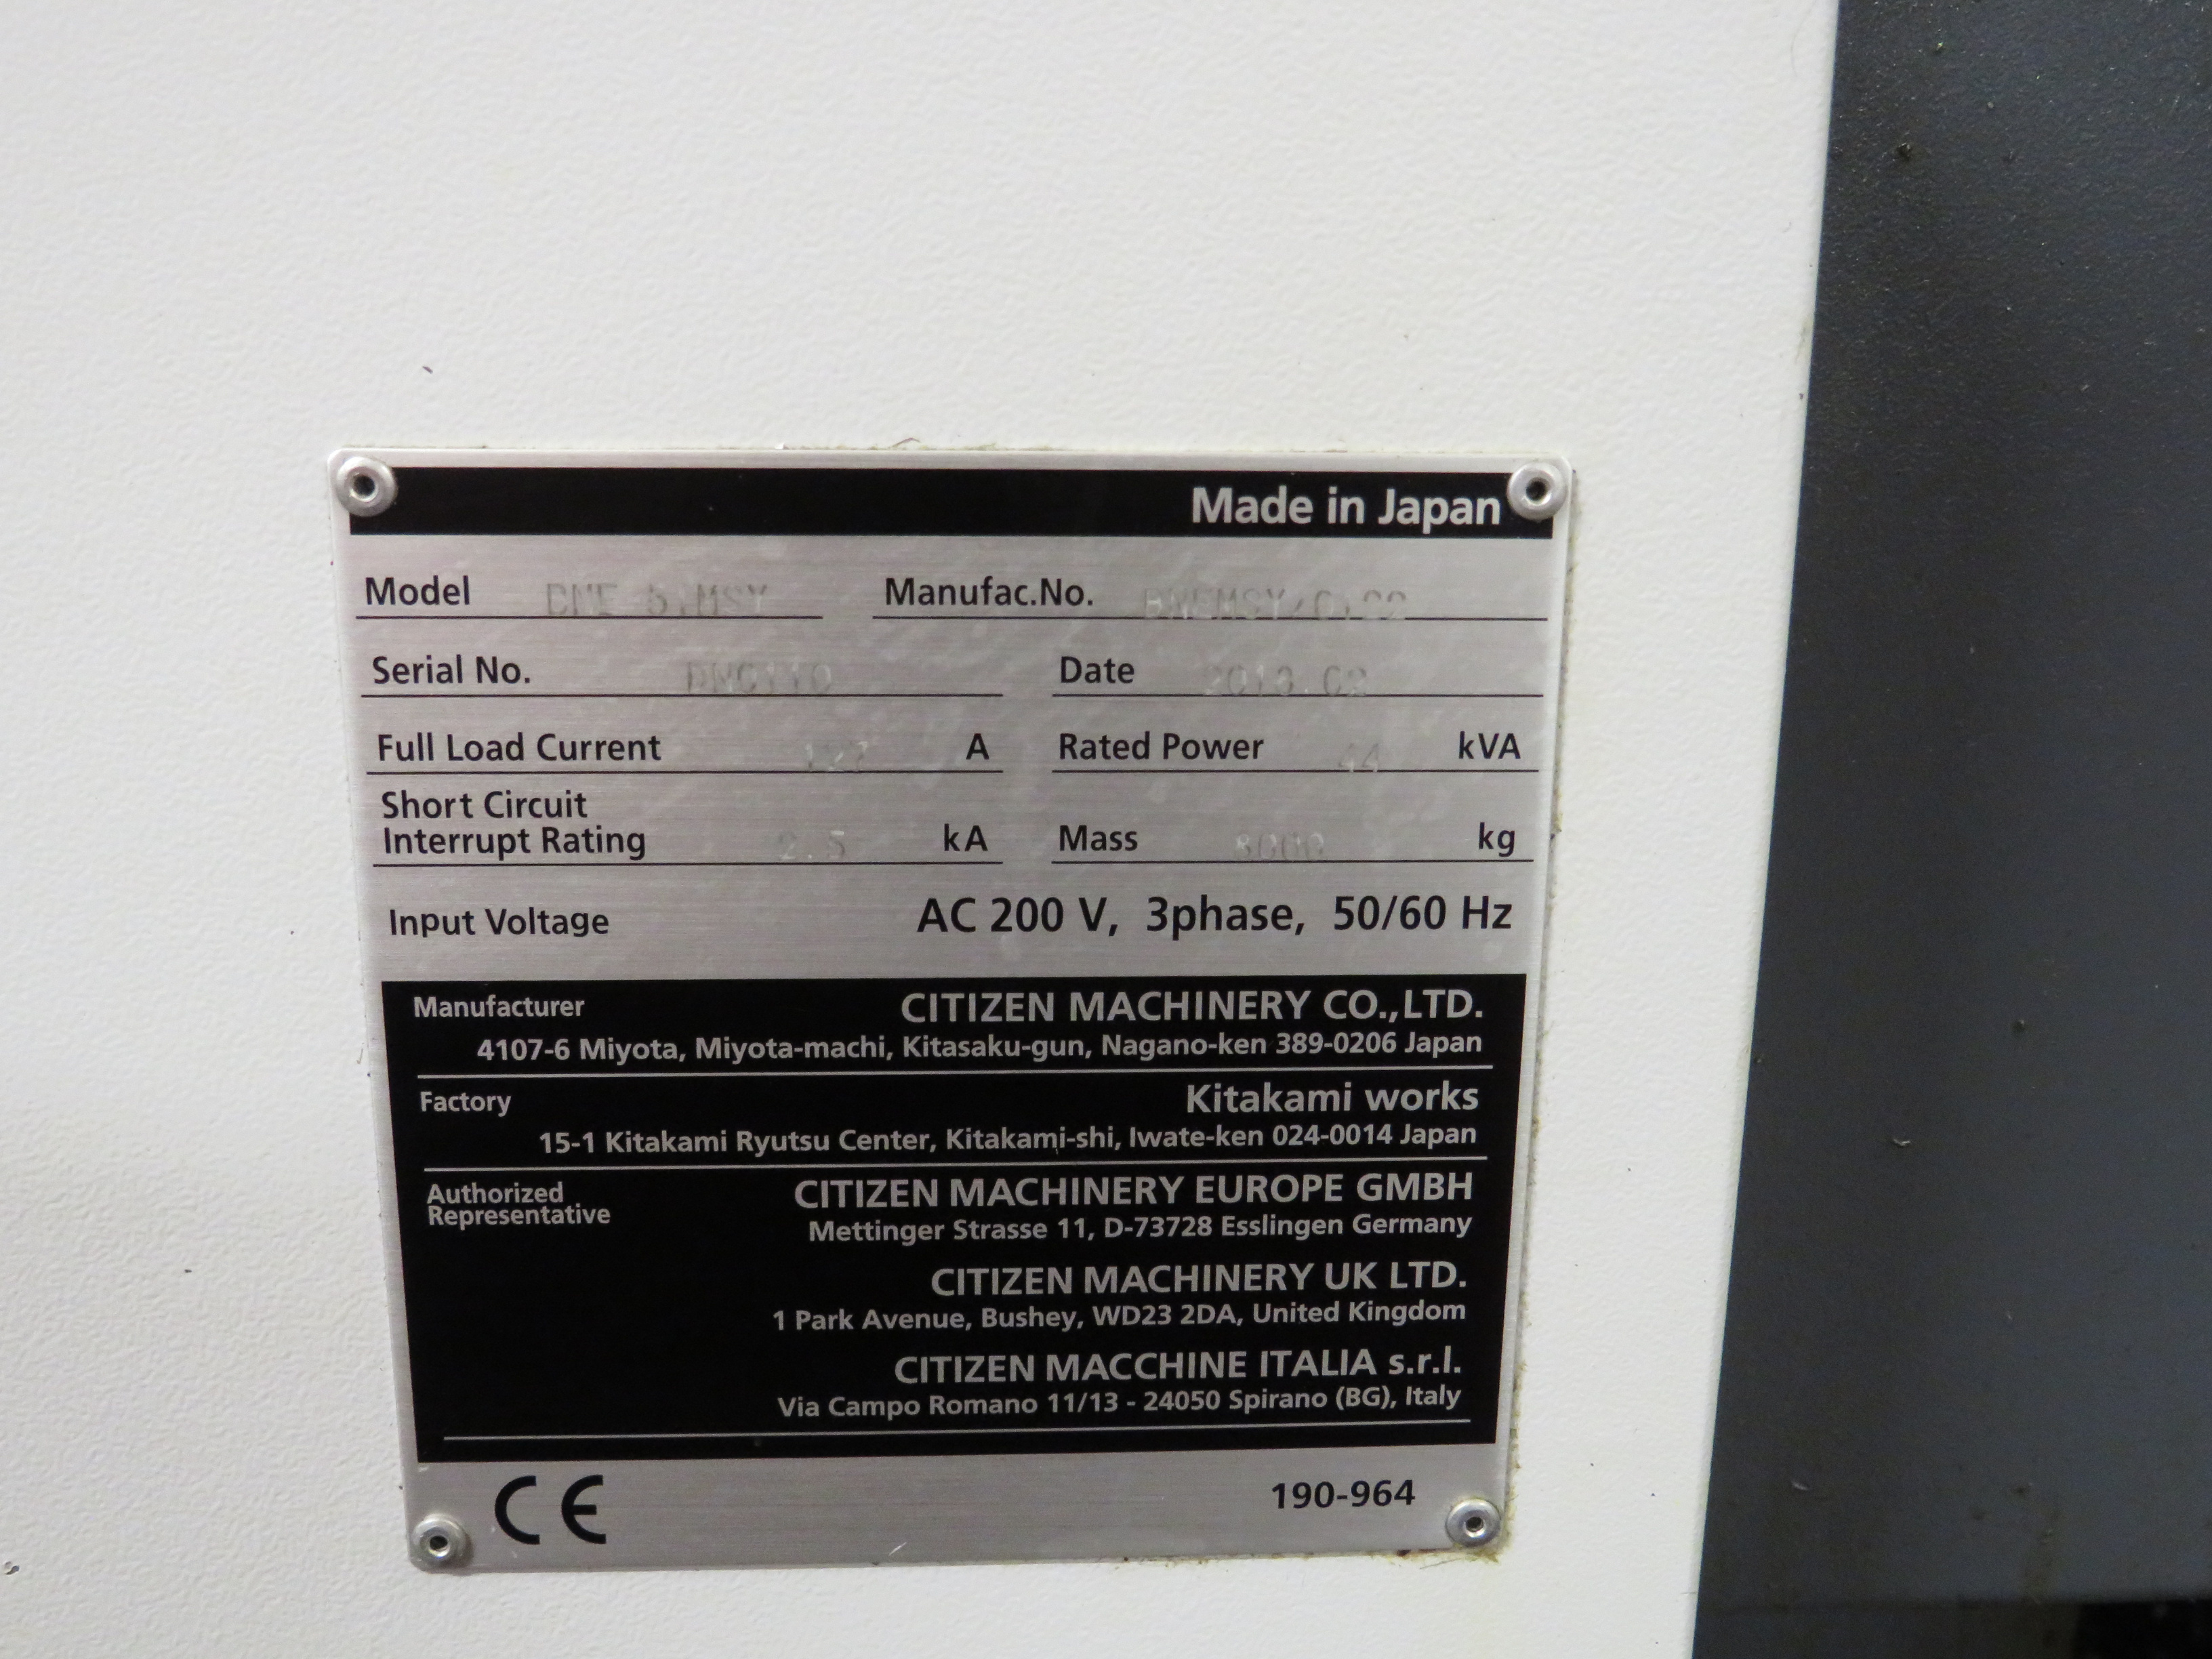 Made in Japan
Model Manufac.No.
Serial No. Date
Full Load Current 127 A Rated Power 44 kVA
Short Circuit
Interrupt Rating 2.5 kA Mass 8000 kg
Input Voltage AC 200 V, 3phase, 50/60 Hz
Manufacturer CITIZEN MACHINERY CO.,LTD.
4107-6 Miyota, Miyota-machi, Kitasaku-gun, Nagano-ken 389-0206 Japan
Factory Kitakami works
15-1 Kitakami Ryutsu Center, Kitakami-shi, Iwate-ken 024-0014 Japan
Authorized
Representative
CITIZEN MACHINERY EUROPE GMBH
Mettinger Strasse 11, D-73728 Esslingen Germany
CITIZEN MACHINERY UK LTD.
1 Park Avenue, Bushey, WD23 2DA, United Kingdom
CITIZEN MACCHINE ITALIA s.r.l.
Via Campo Romano 11/13 - 24050 Spirano (BG), Italy
CE 190-964